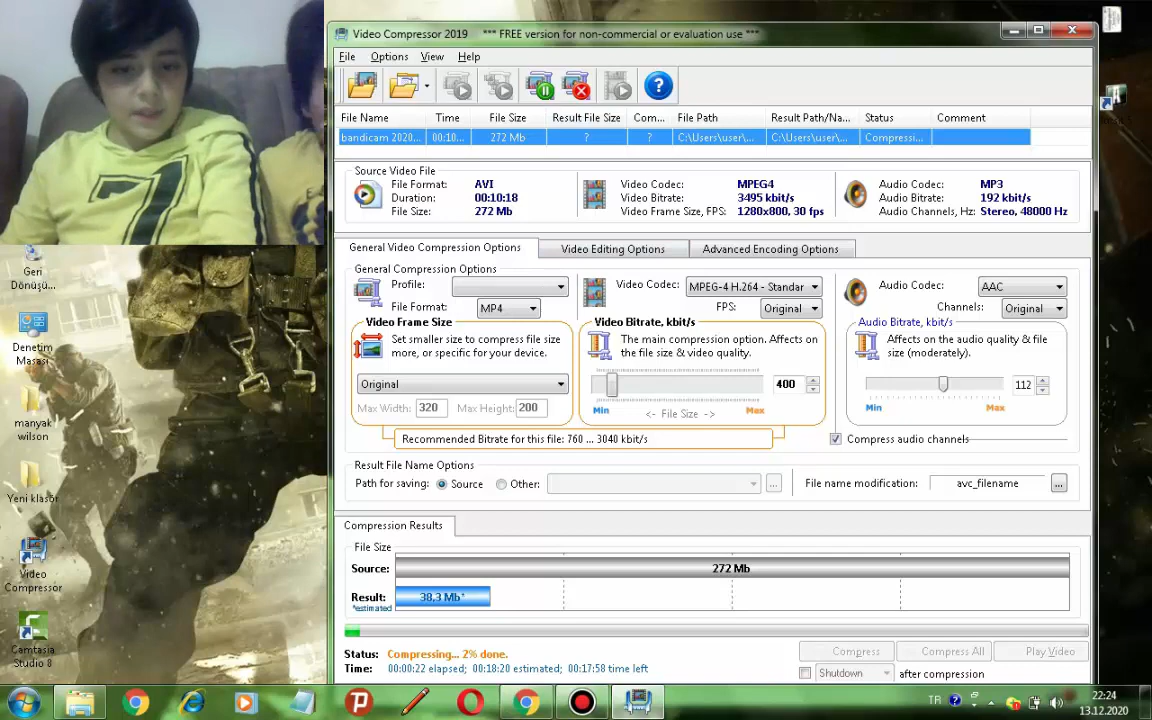 Video Compressor 2019 *** FREE version for non-commercial or evaluation use ***
File Options View Help
File Name Time File Size Result File Size Com... File Path Result Path/Na... Status Comment
bandicam 2020... 00:10... 272 Mb ? ? C:\Users\user\... C:\Users\user\... Compressi...
Source Video File
File Format: AVI Video Codec: MPEG4 Audio Codec: MP3
Duration: 00:10:18 Video Bitrate: 3495 kbit/s Audio Bitrate: 192 kbit/s
File Size: 272 Mb Video Frame Size, FPS: 1280x800, 30 fps Audio Channels, Hz: Stereo, 48000 Hz
General Video Compression Options Video Editing Options Advanced Encoding Options
General Compression Options
Profile: Video Codec: MPEG-4 H.264 - Standar Audio Codec: AAC
File Format: MP4 FPS: Original Channels: Original
Video Frame Size Video Bitrate, kbit/s Audio Bitrate, kbit/s
Set smaller size to compress file size The main compression option. Affects on Affects on the audio quality & file
more, or specific for your device. the file size & video quality. size (moderately).
Original 400 112
Max Width: 320 Max Height: 200 Min <- File Size -> Max Min Max
Recommended Bitrate for this file: 760 ... 3040 kbit/s Compress audio channels
Result File Name Options
Path for saving: Source Other: ... File name modification: avc_filename ...
Compression Results
File Size
Source: 272 Mb
Result: 38,3 Mb*
*estimated
Status: Compressing... 2% done. Compress Compress All Play Video
Time: 00:00:22 elapsed; 00:18:20 estimated; 00:17:58 time left Shutdown after compression
Geri
Dönüşü...
Denetim
Masası
manyak
wilson
Yeni klasör
Video
Compressor
Camtasia
Studio 8
TR 22:24
13.12.2020